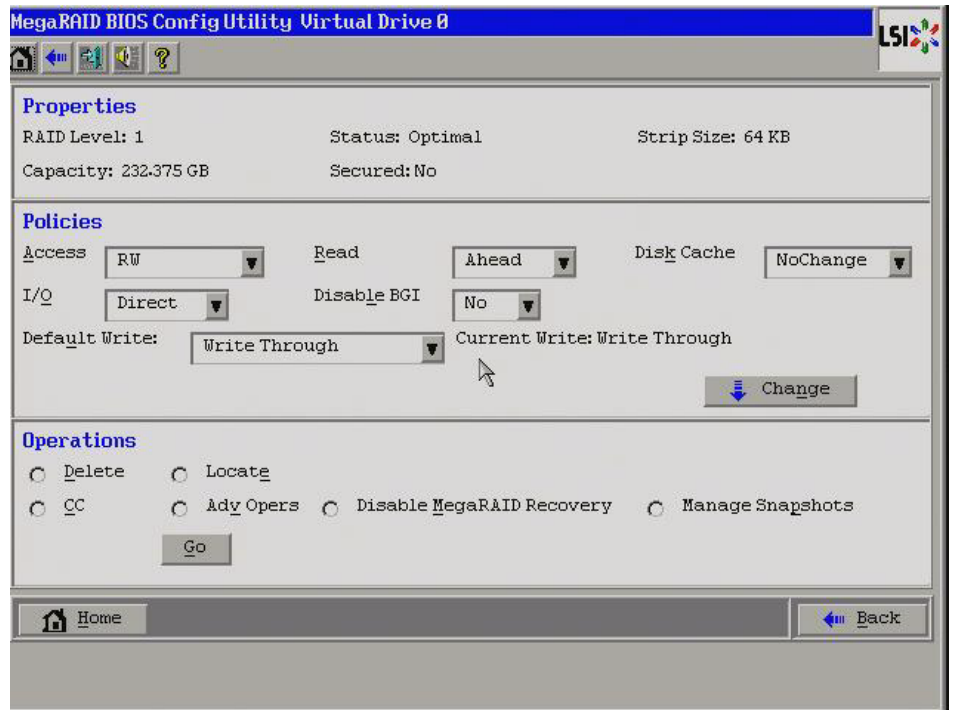 MegaRAID BIOS Config Utility Virtual Drive 0
LSI
Properties
RAID Level: 1 Status: Optimal Strip Size: 64 KB
Capacity: 232.375 GB Secured: No
Policies
Access RW Read Ahead Disk Cache NoChange
I/O Direct Disable BGI No
Default Write: Write Through Current Write: Write Through
Change
Operations
Delete Locate
CC Adv Opers Disable MegaRAID Recovery Manage Snapshots
Go
Home Back